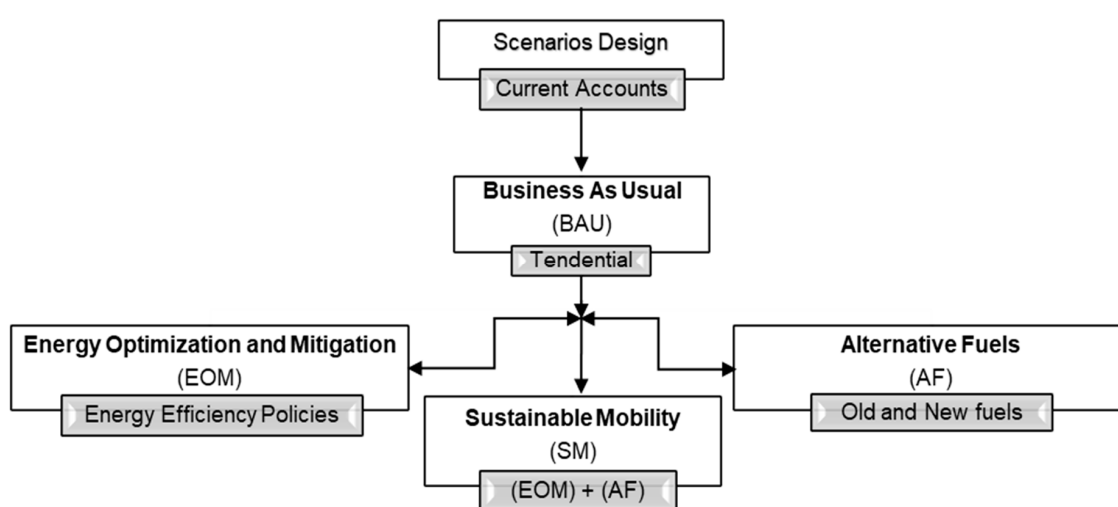 Scenarios Design
Current Accounts
Business As Usual
(BAU)
Tendential
Energy Optimization and Mitigation
(EOM)
Energy Efficiency Policies
Sustainable Mobility
(SM)
(EOM) + (AF)
Alternative Fuels
(AF)
Old and New fuels